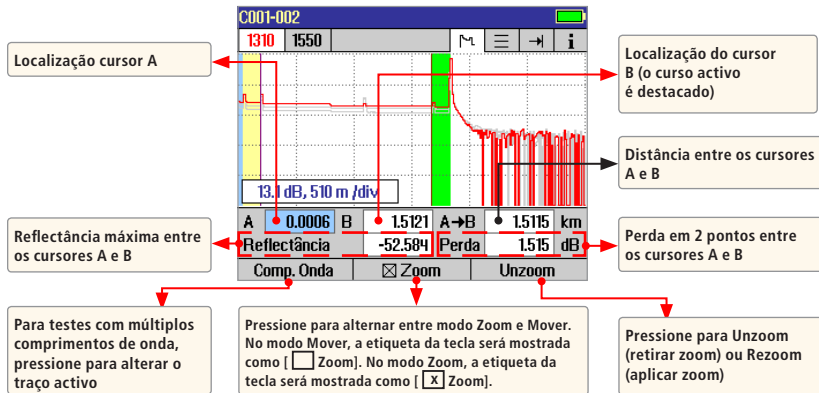 C001-002
1310 1550
i
Localização cursor A
Localização do cursor
B (o curso activo
é destacado)
Distância entre os cursores
A e B
13.1 dB, 510 m /div
A 0.0006 B 1.5121 A→B 1.5115 km
Reflectância -52.584 Perda 1.515 dB
Reflectância máxima entre
os cursores A e B
Perda em 2 pontos entre
os cursores A e B
Comp. Onda ☒ Zoom Unzoom
Para testes com múltiplos
comprimentos de onda,
pressione para alterar o
traço activo
Pressione para alternar entre modo Zoom e Mover.
No modo Mover, a etiqueta da tecla será mostrada
como [ ☐ Zoom]. No modo Zoom, a etiqueta da
tecla será mostrada como [ X Zoom].
Pressione para Unzoom
(retirar zoom) ou Rezoom
(aplicar zoom)